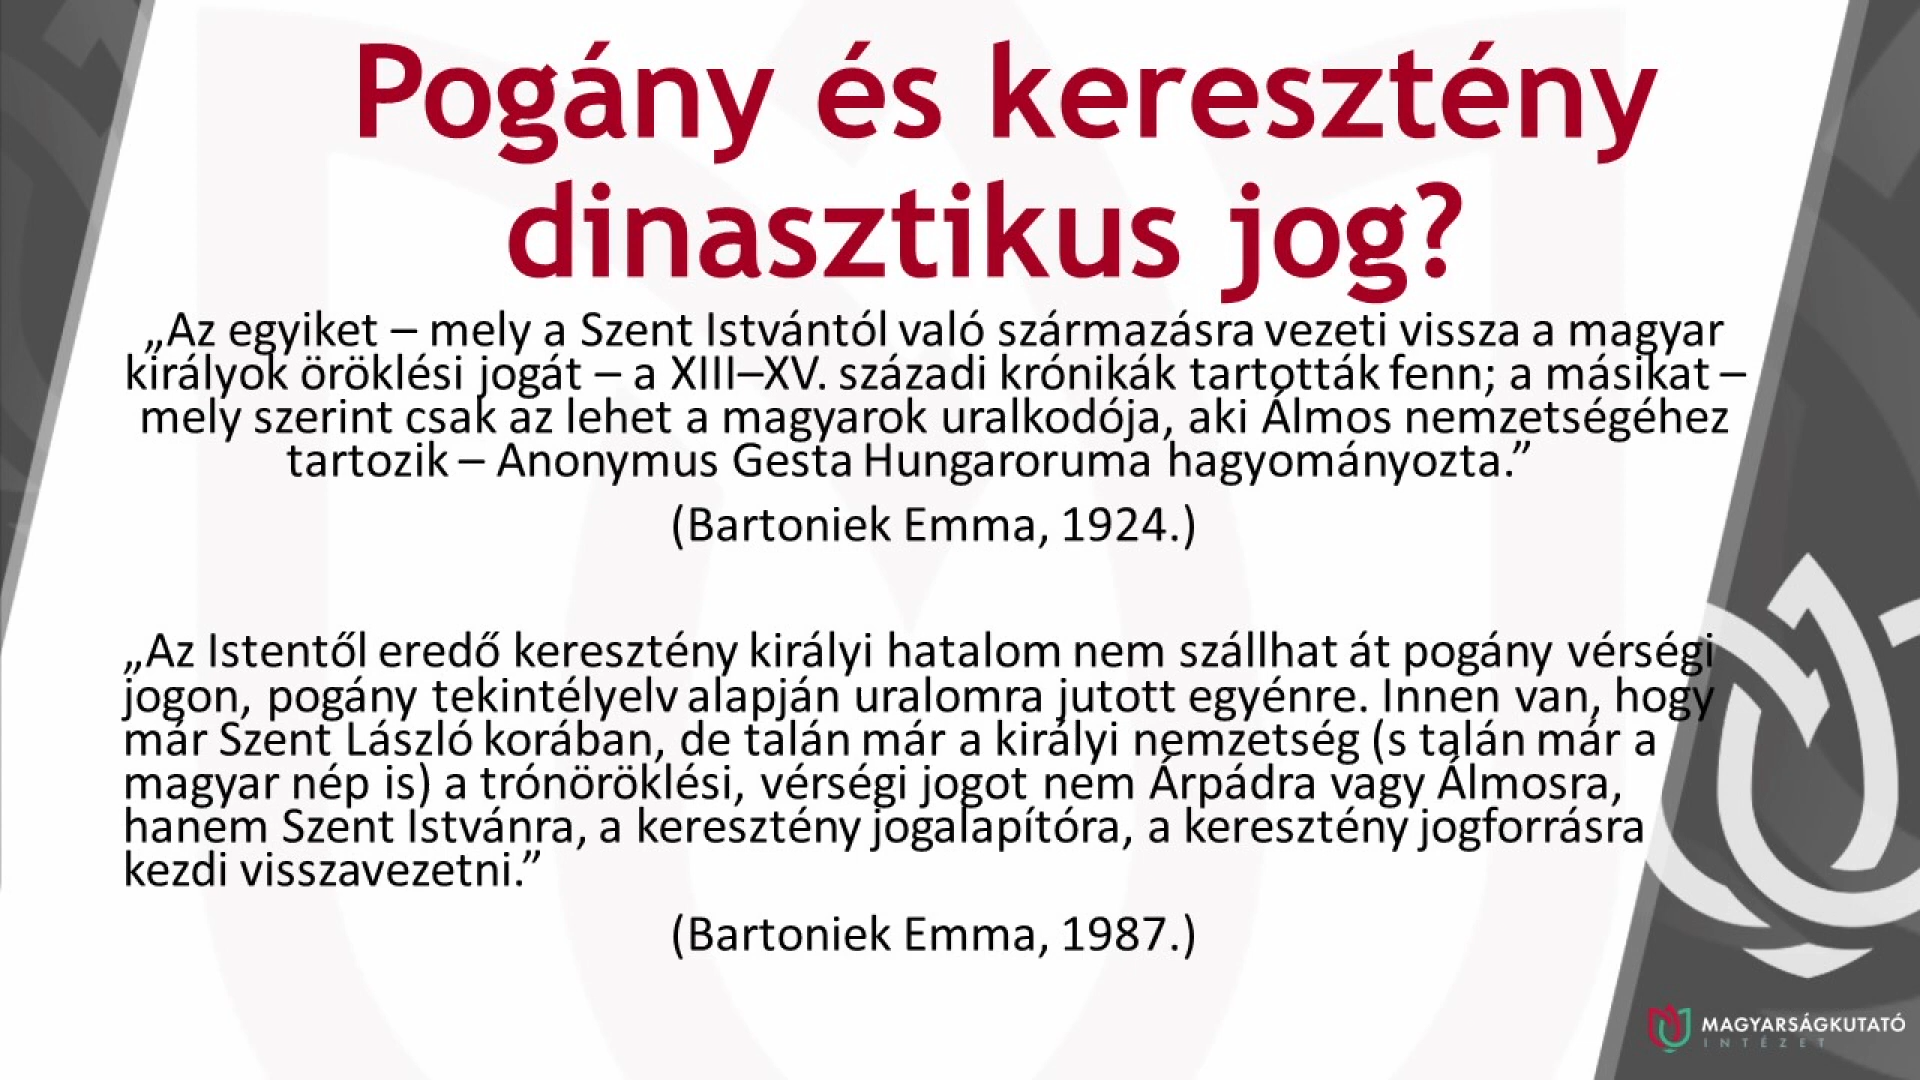 Pogány és keresztény
dinasztikus jog?
„Az egyiket – mely a Szent Istvántól való származásra vezeti vissza a magyar
királyok öröklési jogát – a XIII–XV. századi krónikák tartották fenn; a másikat –
mely szerint csak az lehet a magyarok uralkodója, aki Álmos nemzetségéhez
tartozik – Anonymus Gesta Hungaroruma hagyományozta.”
(Bartoniek Emma, 1924.)
„Az Istentől eredő keresztény királyi hatalom nem szállhat át pogány vérségi
jogon, pogány tekintélyelv alapján uralomra jutott egyénre. Innen van, hogy
már Szent László korában, de talán már a királyi nemzetség (s talán már a
magyar nép is) a trónöröklési, vérségi jogot nem Árpádra vagy Álmosra,
hanem Szent Istvánra, a keresztény jogalapítóra, a keresztény jogforrásra
kezdi visszavezetni.”
(Bartoniek Emma, 1987.)
MAGYARSÁGKUTATÓ
INTÉZET